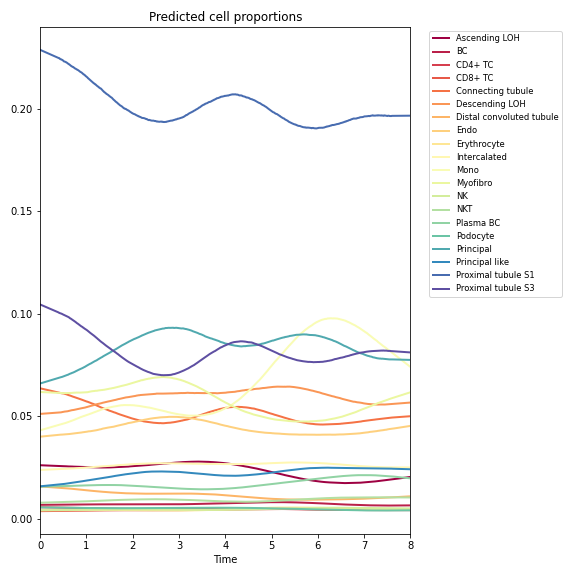 Predicted cell proportions
0.20
0.15
0.10
0.05
0.00
0 1 2 3 4 5 6 7 8
Time
Ascending LOH
BC
CD4+ TC
CD8+ TC
Connecting tubule
Descending LOH
Distal convoluted tubule
Endo
Erythrocyte
Intercalated
Mono
Myofibro
NK
NKT
Plasma BC
Podocyte
Principal
Principal like
Proximal tubule S1
Proximal tubule S3